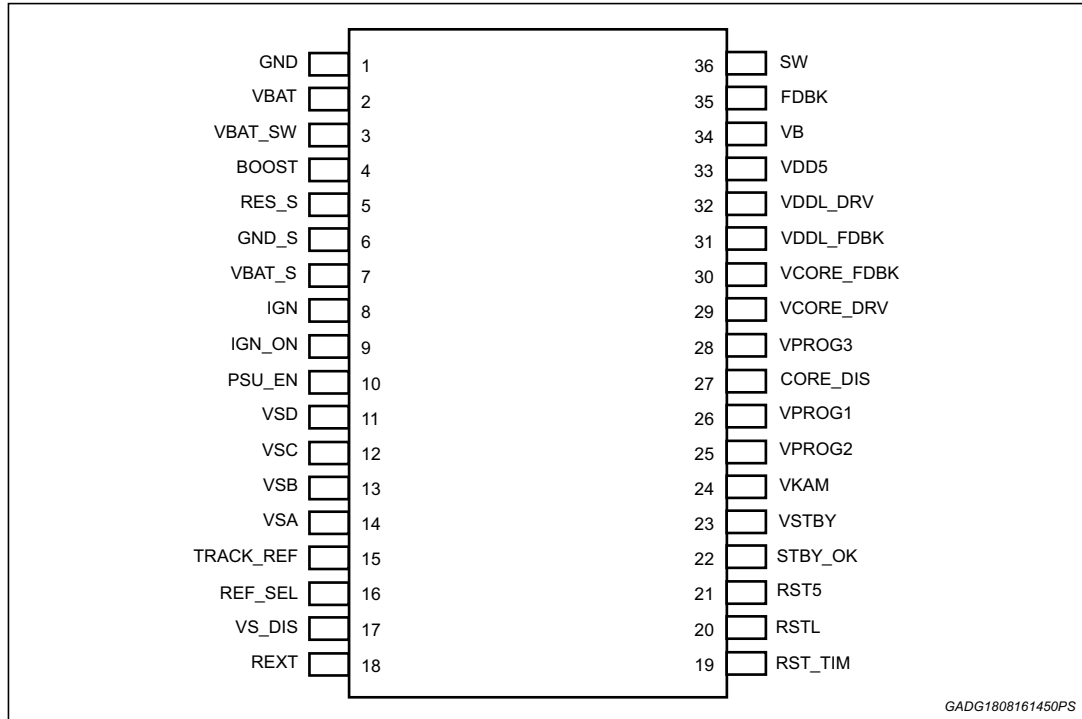 GND 1 36 SW
VBAT 2 35 FDBK
VBAT_SW 3 34 VB
BOOST 4 33 VDD5
RES_S 5 32 VDDL_DRV
GND_S 6 31 VDDL_FDBK
VBAT_S 7 30 VCORE_FDBK
IGN 8 29 VCORE_DRV
IGN_ON 9 28 VPROG3
PSU_EN 10 27 CORE_DIS
VSD 11 26 VPROG1
VSC 12 25 VPROG2
VSB 13 24 VKAM
VSA 14 23 VSTBY
TRACK_REF 15 22 STBY_OK
REF_SEL 16 21 RST5
VS_DIS 17 20 RSTL
REXT 18 19 RST_TIM
GADG1808161450PS